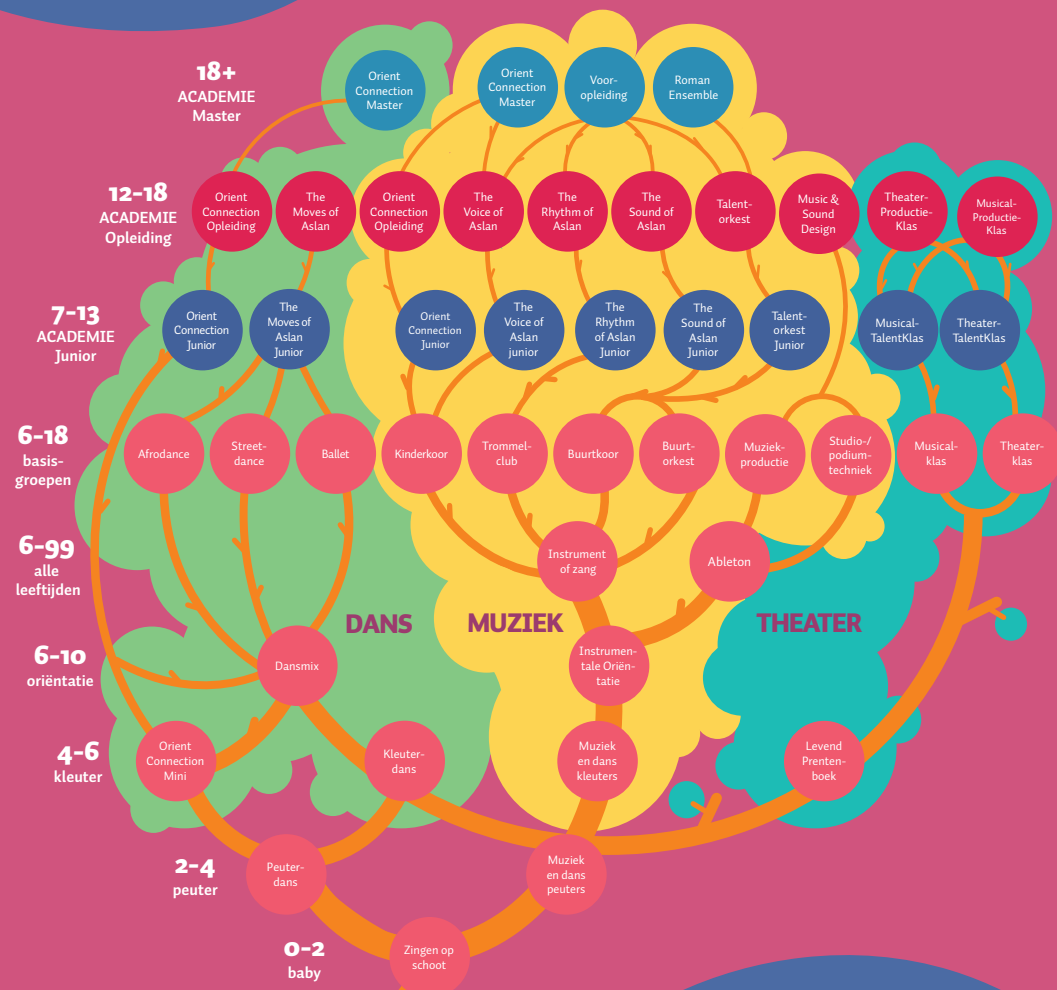 18+
ACADEMIE
Master
Orient
Connection
Master
Orient
Connection
Master
Voor-
opleiding
Roman
Ensemble
12-18
ACADEMIE
Opleiding
Orient
Connection
Opleiding
The
Moves of
Aslan
Orient
Connection
Opleiding
The
Voice of
Aslan
The
Rhythm of
Aslan
The
Sound of
Aslan
Talent-
orkest
Music &
Sound
Design
Theater-
Productie-
Klas
Musical-
Productie-
Klas
7-13
ACADEMIE
Junior
Orient
Connection
Junior
The
Moves of
Aslan
Junior
Orient
Connection
Junior
The
Voice of
Aslan
junior
The
Rhythm
of Aslan
Junior
The
Sound of
Aslan
Junior
Talent-
orkest
Junior
Musical-
TalentKlas
Theater-
TalentKlas
6-18
basis-
groepen
Afrodance
Street-
dance
Ballet
Kinderkoor
Trommel-
club
Buurtkoor
Buurt-
orkest
Muziek-
productie
Studio-/
podium-
techniek
Musical-
klas
Theater-
klas
6-99
alle
leeftijden
Instrument
of zang
Ableton
DANS
MUZIEK
THEATER
6-10
oriëntatie
Dansmix
Instrumen-
tale Oriën-
tatie
4-6
kleuter
Orient
Connection
Mini
Kleuter-
dans
Muziek
en dans
kleuters
Levend
Prenten-
boek
2-4
peuter
Peuter-
dans
Muziek
en dans
peuters
0-2
baby
Zingen op
schoot